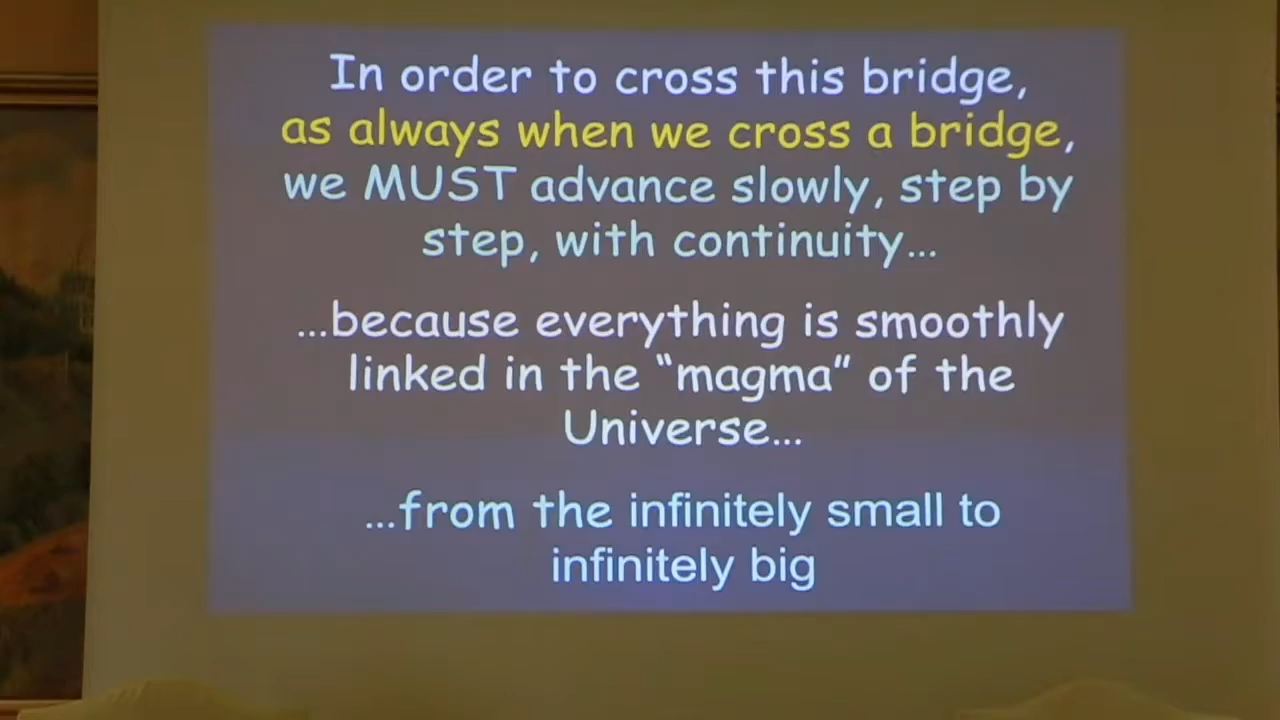 In order to cross this bridge,
as always when we cross a bridge,
we MUST advance slowly, step by
step, with continuity...
...because everything is smoothly
linked in the “magma” of the
Universe...
...from the infinitely small to
infinitely big